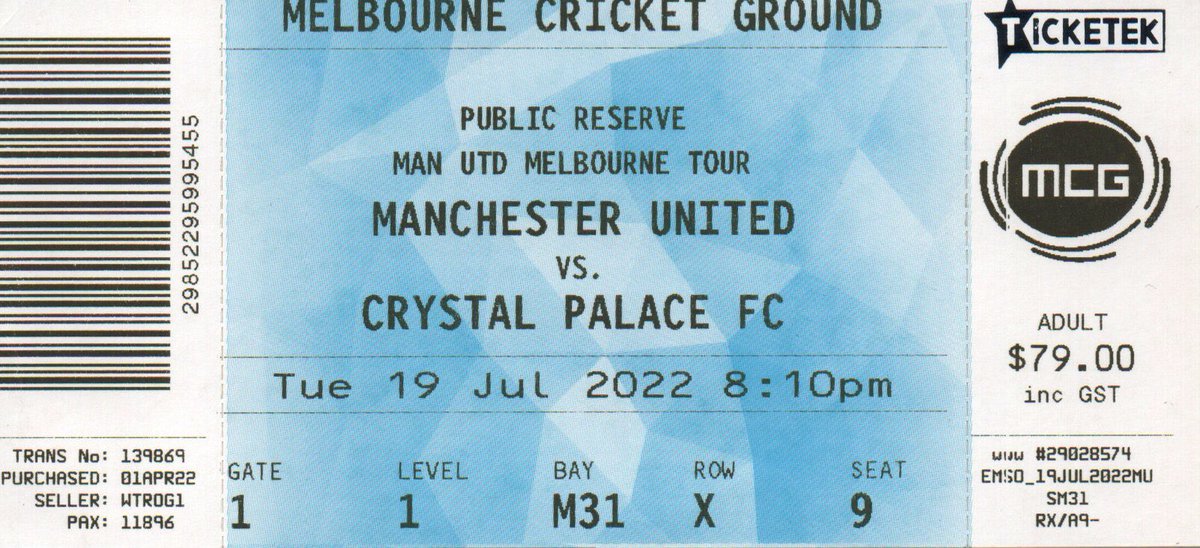 MELBOURNE CRICKET GROUND
PUBLIC RESERVE
MAN UTD MELBOURNE TOUR
MANCHESTER UNITED
VS.
CRYSTAL PALACE FC
Tue 19 Jul 2022 8:10pm
GATE LEVEL BAY ROW SEAT
1 1 M31 X 9
29852295995455
TRANS No: 139869
PURCHASED: 01APR22
SELLER: WTROG1
PAX: 11896
TICKETEK
MCG
ADULT
$79.00
inc GST
WWW #29028574
EMSO_19JUL2022MU
SM31
RX/A9-